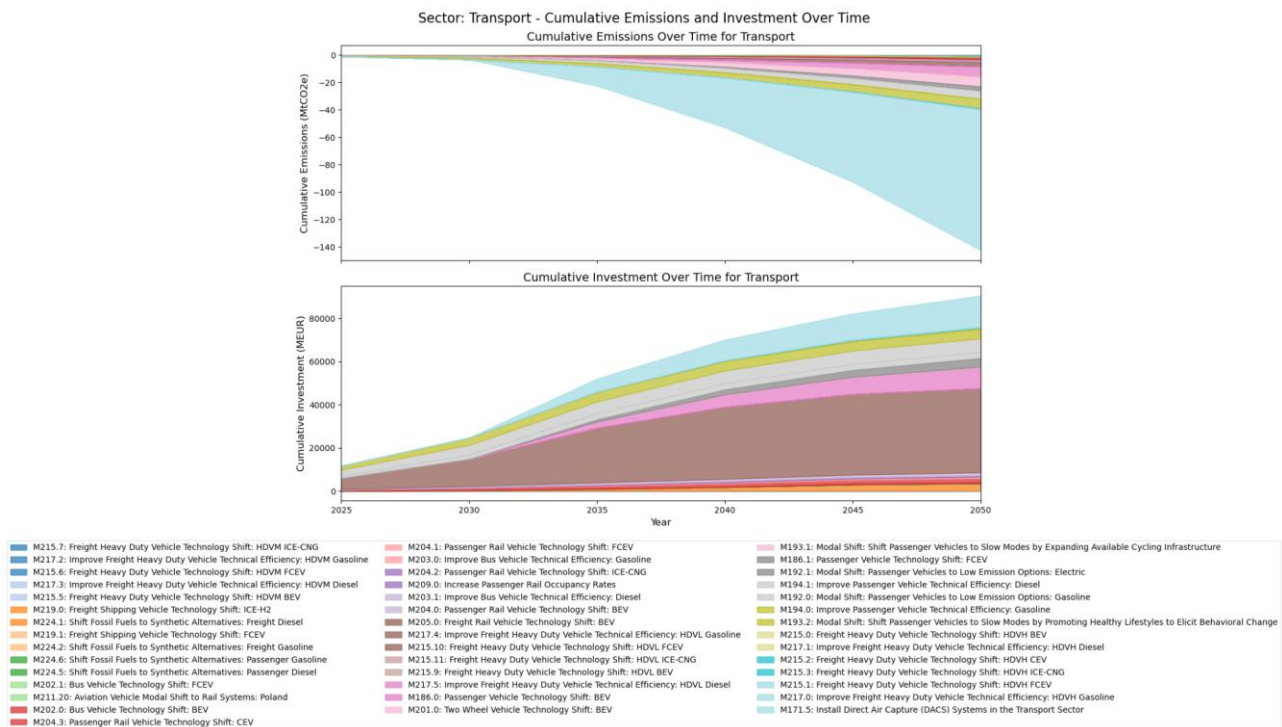 Sector: Transport - Cumulative Emissions and Investment Over Time
Cumulative Emissions Over Time for Transport
Cumulative Emissions (MtCO2e)
0
−20
−40
−60
−80
−100
−120
−140
Cumulative Investment Over Time for Transport
Cumulative Investment (MEUR)
80000
60000
40000
20000
0
2025 2030 2035 2040 2045 2050
Year
M215.7: Freight Heavy Duty Vehicle Technology Shift: HDVM ICE-CNG
M217.2: Improve Freight Heavy Duty Vehicle Technical Efficiency: HDVM Gasoline
M215.6: Freight Heavy Duty Vehicle Technology Shift: HDVM FCEV
M217.3: Improve Freight Heavy Duty Vehicle Technical Efficiency: HDVM Diesel
M215.5: Freight Heavy Duty Vehicle Technology Shift: HDVM BEV
M219.0: Freight Shipping Vehicle Technology Shift: ICE-H2
M224.1: Shift Fossil Fuels to Synthetic Alternatives: Freight Diesel
M219.1: Freight Shipping Vehicle Technology Shift: FCEV
M224.2: Shift Fossil Fuels to Synthetic Alternatives: Freight Gasoline
M224.6: Shift Fossil Fuels to Synthetic Alternatives: Passenger Gasoline
M224.5: Shift Fossil Fuels to Synthetic Alternatives: Passenger Diesel
M202.1: Bus Vehicle Technology Shift: FCEV
M211.20: Aviation Vehicle Modal Shift to Rail Systems: Poland
M202.0: Bus Vehicle Technology Shift: BEV
M204.3: Passenger Rail Vehicle Technology Shift: CEV
M204.1: Passenger Rail Vehicle Technology Shift: FCEV
M203.0: Improve Bus Vehicle Technical Efficiency: Gasoline
M204.2: Passenger Rail Vehicle Technology Shift: ICE-CNG
M209.0: Increase Passenger Rail Occupancy Rates
M203.1: Improve Bus Vehicle Technical Efficiency: Diesel
M204.0: Passenger Rail Vehicle Technology Shift: BEV
M205.0: Freight Rail Vehicle Technology Shift: BEV
M217.4: Improve Freight Heavy Duty Vehicle Technical Efficiency: HDVL Gasoline
M215.10: Freight Heavy Duty Vehicle Technology Shift: HDVL FCEV
M215.11: Freight Heavy Duty Vehicle Technology Shift: HDVL ICE-CNG
M215.9: Freight Heavy Duty Vehicle Technology Shift: HDVL BEV
M217.5: Improve Freight Heavy Duty Vehicle Technical Efficiency: HDVL Diesel
M186.0: Passenger Vehicle Technology Shift: BEV
M201.0: Two Wheel Vehicle Technology Shift: BEV
M193.1: Modal Shift: Shift Passenger Vehicles to Slow Modes by Expanding Available Cycling Infrastructure
M186.1: Passenger Vehicle Technology Shift: FCEV
M192.1: Modal Shift: Passenger Vehicles to Low Emission Options: Electric
M194.1: Improve Passenger Vehicle Technical Efficiency: Diesel
M192.0: Modal Shift: Passenger Vehicles to Low Emission Options: Gasoline
M194.0: Improve Passenger Vehicle Technical Efficiency: Gasoline
M193.2: Modal Shift: Shift Passenger Vehicles to Slow Modes by Promoting Healthy Lifestyles to Elicit Behavioral Change
M215.0: Freight Heavy Duty Vehicle Technology Shift: HDVH BEV
M217.1: Improve Freight Heavy Duty Vehicle Technical Efficiency: HDVH Diesel
M215.2: Freight Heavy Duty Vehicle Technology Shift: HDVH CEV
M215.3: Freight Heavy Duty Vehicle Technology Shift: HDVH ICE-CNG
M215.1: Freight Heavy Duty Vehicle Technology Shift: HDVH FCEV
M217.0: Improve Freight Heavy Duty Vehicle Technical Efficiency: HDVH Gasoline
M171.5: Install Direct Air Capture (DACS) Systems in the Transport Sector